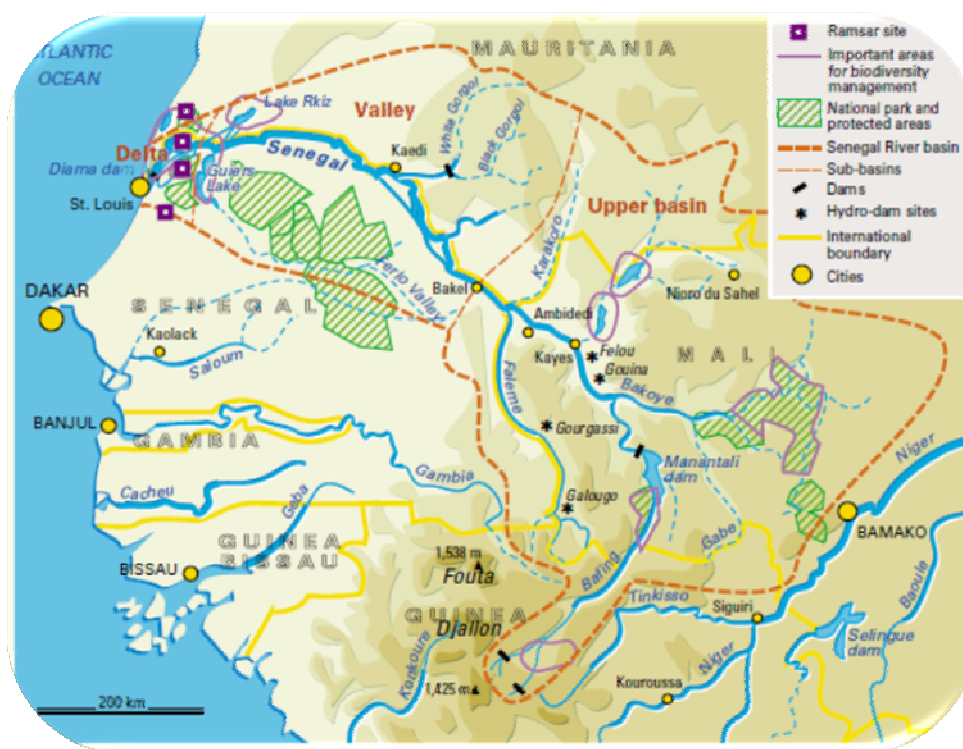 ATLANTIC
OCEAN
MAURITANIA
Ramsar site
Important areas
for biodiversity
management
National park and
protected areas
Senegal River basin
Sub-basins
Dams
Hydro-dam sites
International
boundary
Cities
Lake Rkiz
Valley
White Gorgol
Black Gorgol
Delta
Senegal
Kaedi
Diama dam
Guiers
Lake
St. Louis
Upper basin
Karakoro
Ferlo Valley
Bakel
Nioro du Sahel
DAKAR
SENEGAL
Kaolack
Saloum
Ambidedi
Kayes
Felou
Gouina
MALI
Bakoye
Faleme
BANJUL
GAMBIA
Gourgassi
Gambia
Manantali
dam
Niger
Cacheu
Geba
Galougo
BAMAKO
GUINEA
BISSAU
Gabe
BISSAU
1,538 m
Fouta
Bafing
Baoule
GUINEA
Djallon
Tinkisso
Siguiri
Selingue
dam
Konkoure
Niger
Kouroussa
1,425 m
200 km